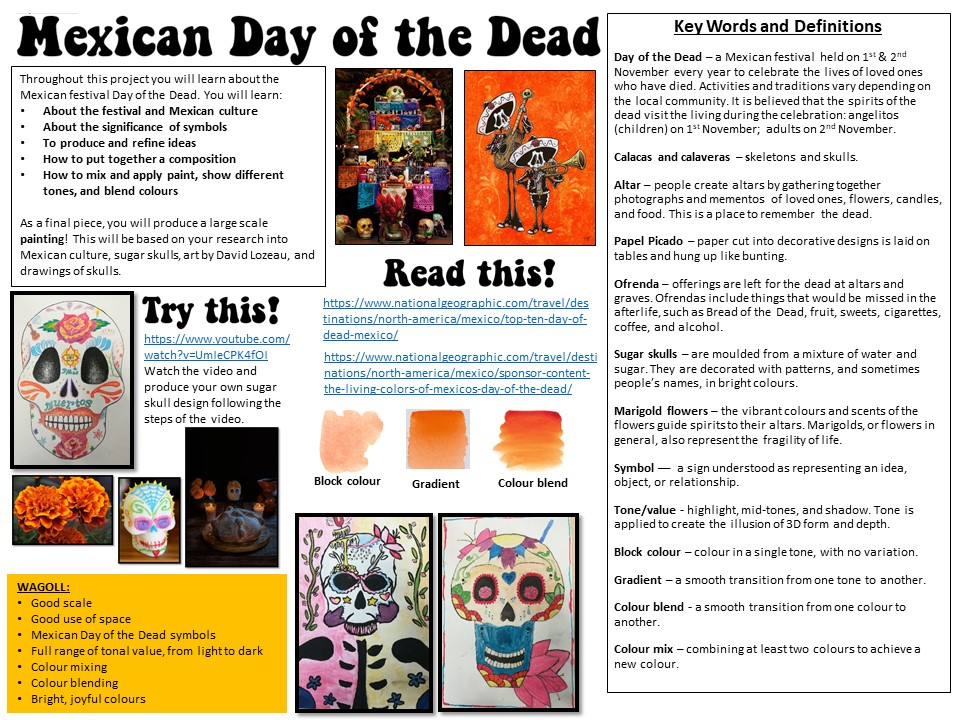 Mexican Day of the Dead
Throughout this project you will learn about the
Mexican festival Day of the Dead. You will learn:
• About the festival and Mexican culture
• About the significance of symbols
• To produce and refine ideas
• How to put together a composition
• How to mix and apply paint, show different
tones, and blend colours
As a final piece, you will produce a large scale
painting! This will be based on your research into
Mexican culture, sugar skulls, art by David Lozeau, and
drawings of skulls.
Try this!
https://www.youtube.com/
watch?v=UmIeCPK4fOI
Watch the video and
produce your own sugar
skull design following the
steps of the video.
Muertos
Read this!
https://www.nationalgeographic.com/travel/des
tinations/north-america/mexico/top-ten-day-of-
dead-mexico/
https://www.nationalgeographic.com/travel/desti
nations/north-america/mexico/sponsor-content-
the-living-colors-of-mexicos-day-of-the-dead/
Block colour
Gradient
Colour blend
WAGOLL:
• Good scale
• Good use of space
• Mexican Day of the Dead symbols
• Full range of tonal value, from light to dark
• Colour mixing
• Colour blending
• Bright, joyful colours
Key Words and Definitions
Day of the Dead – a Mexican festival held on 1st & 2nd
November every year to celebrate the lives of loved ones
who have died. Activities and traditions vary depending on
the local community. It is believed that the spirits of the
dead visit the living during the celebration: angelitos
(children) on 1st November; adults on 2nd November.
Calacas and calaveras – skeletons and skulls.
Altar – people create altars by gathering together
photographs and mementos of loved ones, flowers, candles,
and food. This is a place to remember the dead.
Papel Picado – paper cut into decorative designs is laid on
tables and hung up like bunting.
Ofrenda – offerings are left for the dead at altars and
graves. Ofrendas include things that would be missed in the
afterlife, such as Bread of the Dead, fruit, sweets, cigarettes,
coffee, and alcohol.
Sugar skulls – are moulded from a mixture of water and
sugar. They are decorated with patterns, and sometimes
people's names, in bright colours.
Marigold flowers – the vibrant colours and scents of the
flowers guide spirits to their altars. Marigolds, or flowers in
general, also represent the fragility of life.
Symbol — a sign understood as representing an idea,
object, or relationship.
Tone/value - highlight, mid-tones, and shadow. Tone is
applied to create the illusion of 3D form and depth.
Block colour – colour in a single tone, with no variation.
Gradient – a smooth transition from one tone to another.
Colour blend - a smooth transition from one colour to
another.
Colour mix – combining at least two colours to achieve a
new colour.